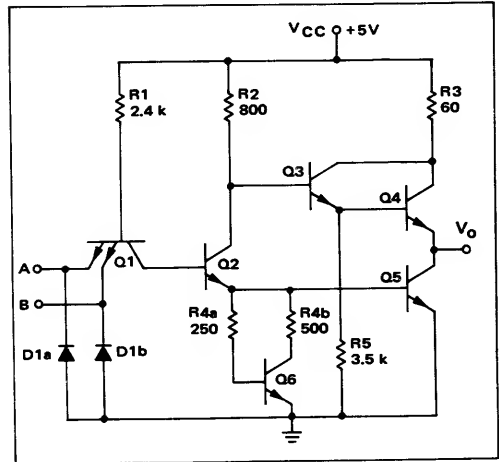 VCC +5V
R1
2.4 k
R2
800
R3
60
Q3
Q4
Vo
A
Q1
Q2
Q5
B
R4a
250
R4b
500
R5
3.5 k
D1a
D1b
Q6